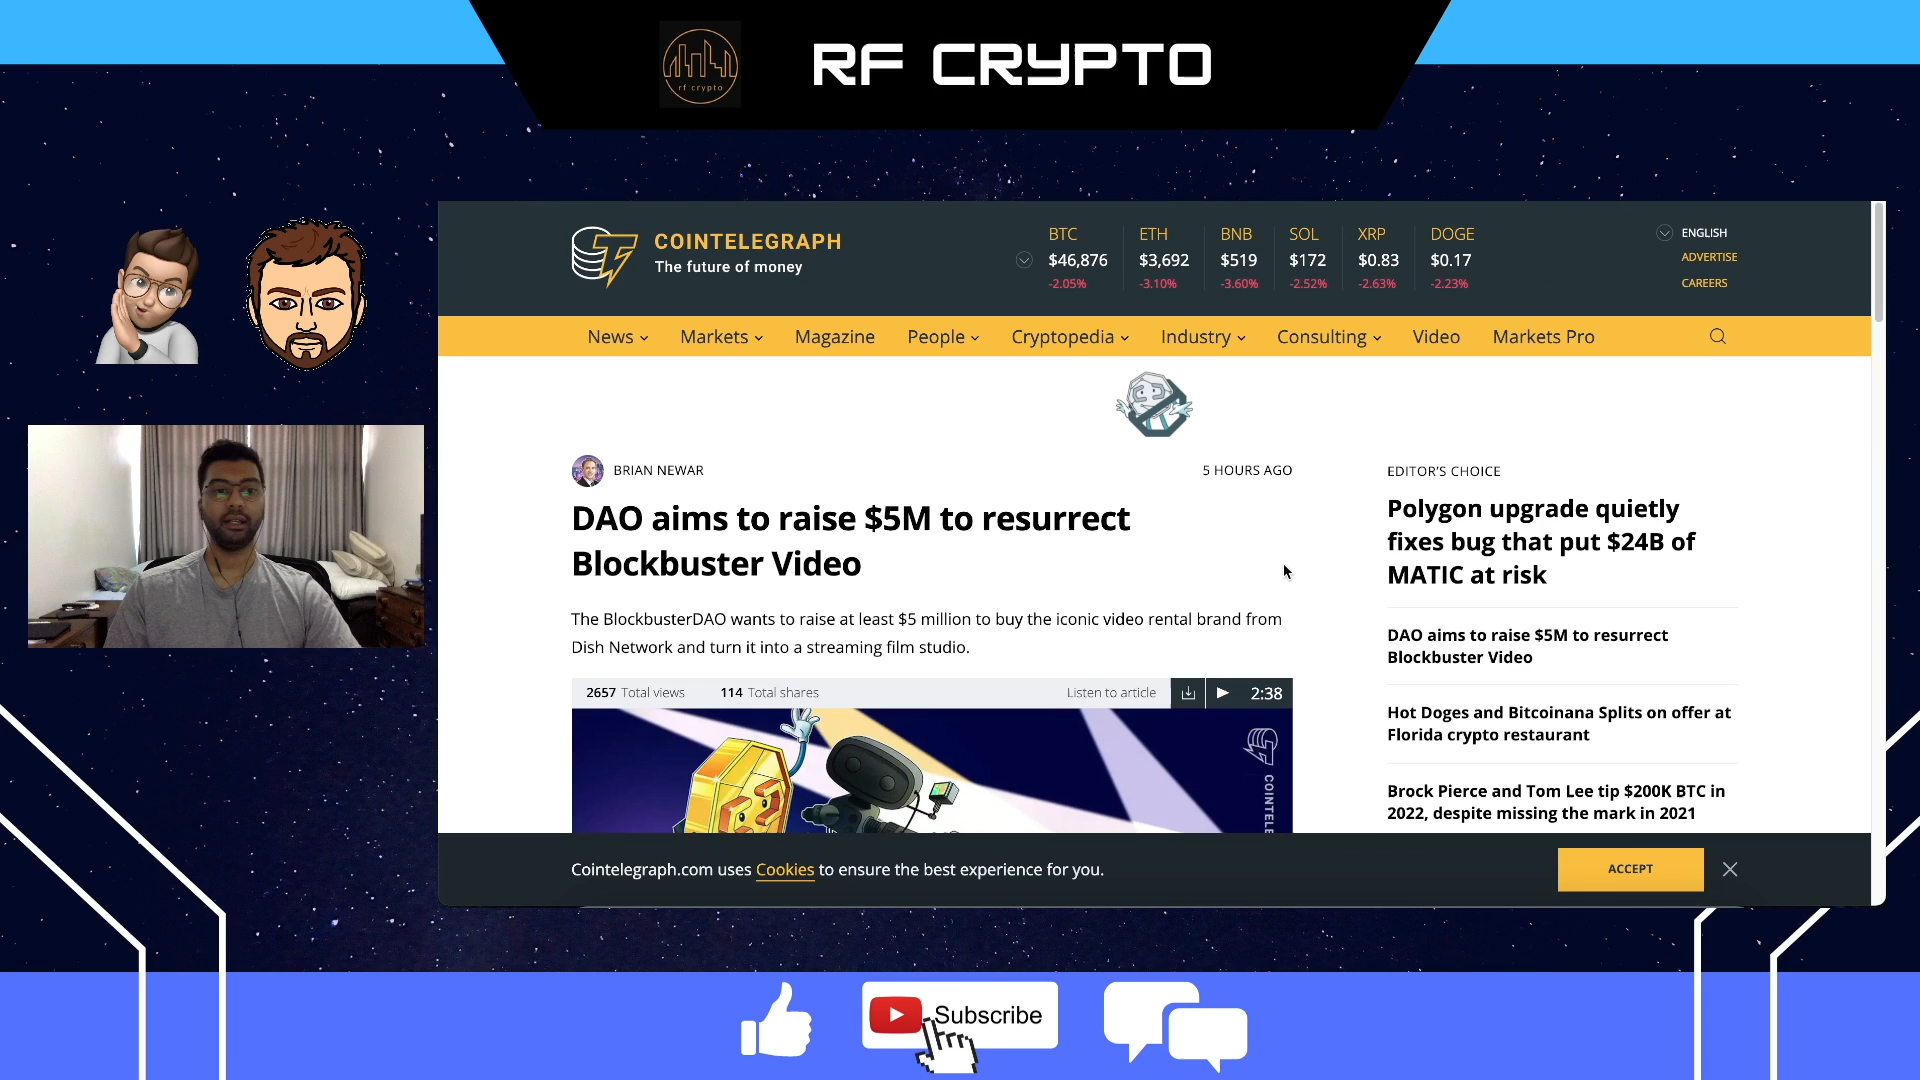 rf crypto
RF CRYPTO
COINTELEGRAPH
The future of money
BTC
$46,876
-2.05%
ETH
$3,692
-3.10%
BNB
$519
-3.60%
SOL
$172
-2.52%
XRP
$0.83
-2.63%
DOGE
$0.17
-2.23%
ENGLISH
ADVERTISE
CAREERS
News Markets Magazine People Cryptopedia Industry Consulting Video Markets Pro
BRIAN NEWAR
5 HOURS AGO
DAO aims to raise $5M to resurrect
Blockbuster Video
The BlockbusterDAO wants to raise at least $5 million to buy the iconic video rental brand from
Dish Network and turn it into a streaming film studio.
2657 Total views 114 Total shares Listen to article 2:38
COINTELE
EDITOR'S CHOICE
Polygon upgrade quietly
fixes bug that put $24B of
MATIC at risk
DAO aims to raise $5M to resurrect
Blockbuster Video
Hot Doges and Bitcoinana Splits on offer at
Florida crypto restaurant
Brock Pierce and Tom Lee tip $200K BTC in
2022, despite missing the mark in 2021
Cointelegraph.com uses Cookies to ensure the best experience for you.
ACCEPT
Subscribe